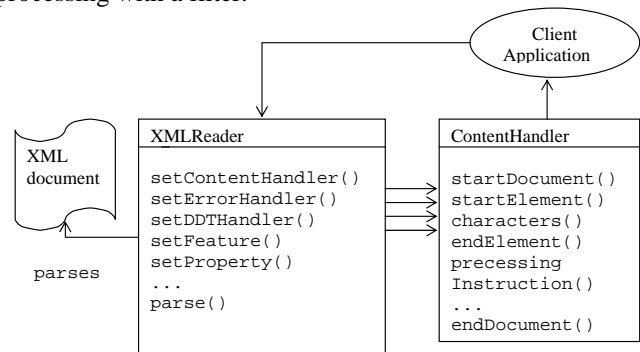 processing with a filter.
Client
Application
XML
document
parses
XMLReader
setContentHandler()
setErrorHandler()
setDDTHandler()
setFeature()
setProperty()
...
parse()
ContentHandler
startDocument()
startElement()
characters()
endElement()
precessing
Instruction()
...
endDocument()